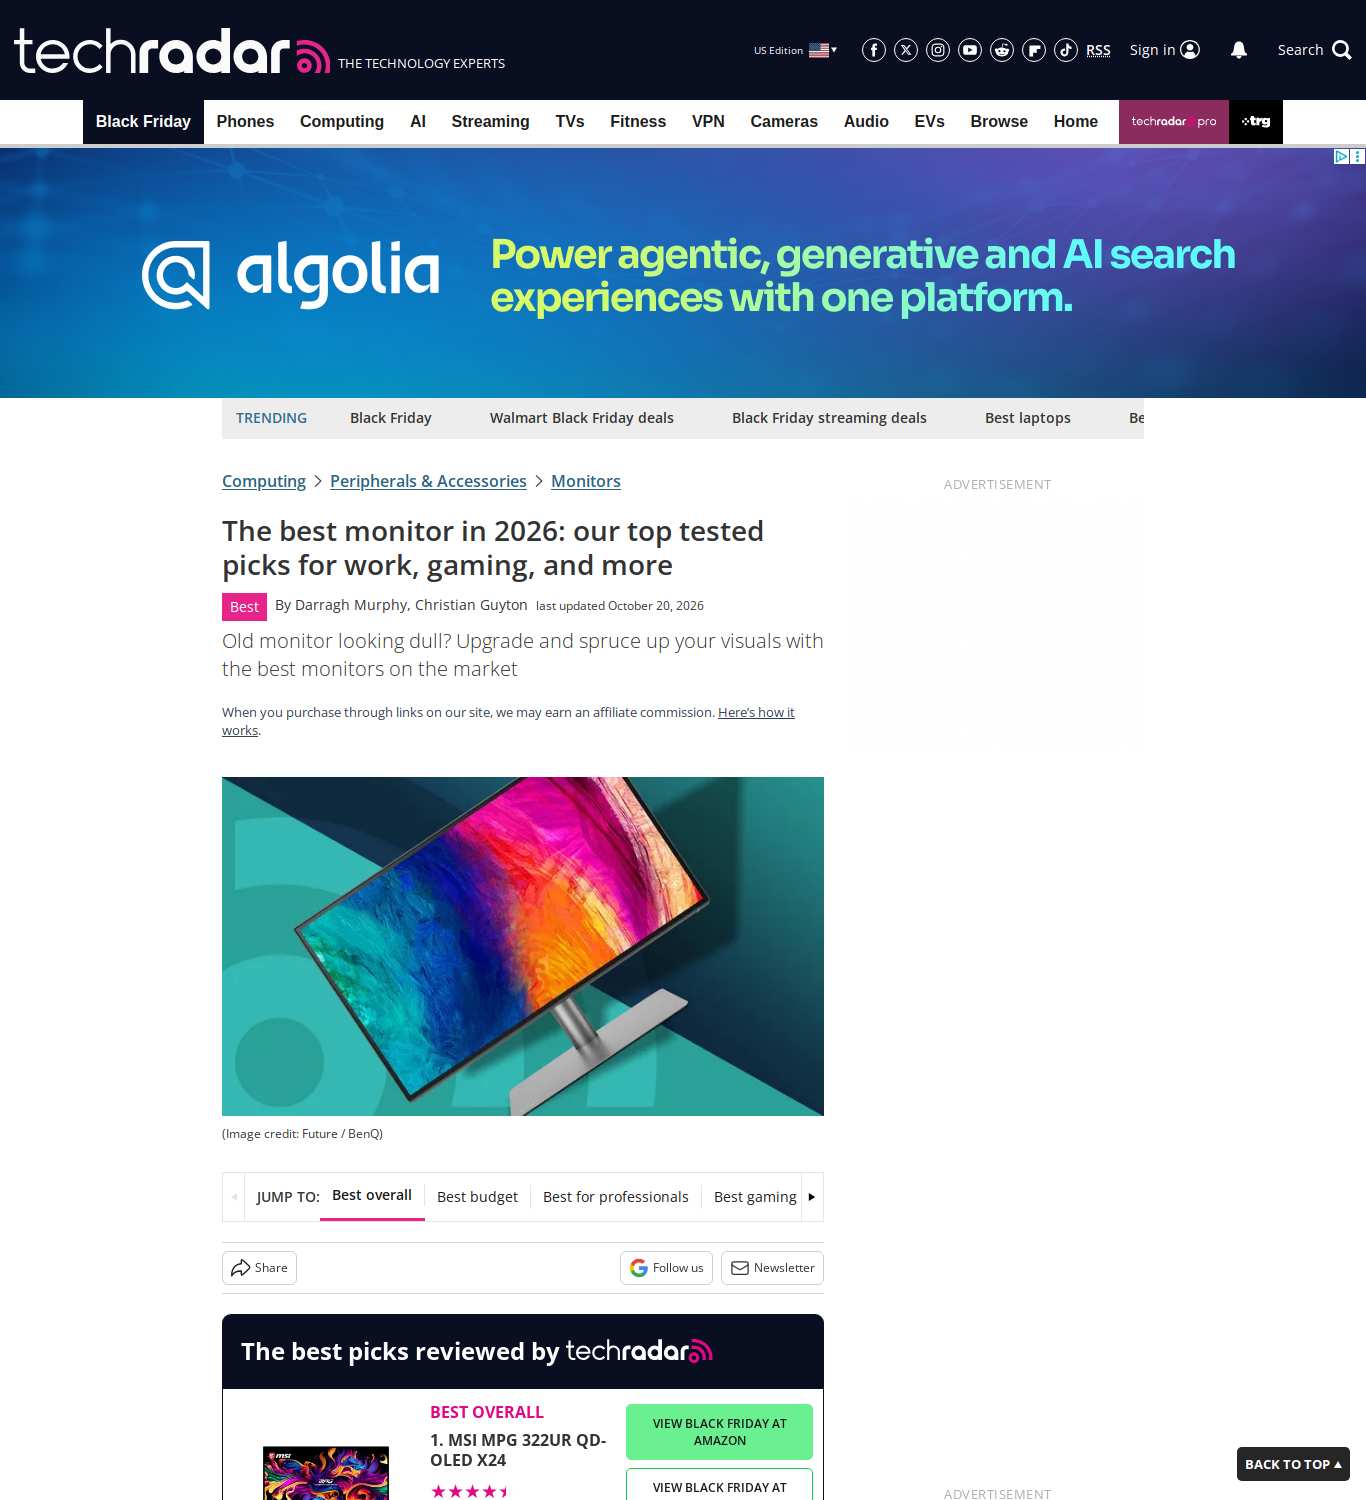 techradar
THE TECHNOLOGY EXPERTS
US Edition
RSS
Sign in
Search
Black Friday
Phones
Computing
AI
Streaming
TVs
Fitness
VPN
Cameras
Audio
EVs
Browse
Home
techradar pro
trg
algolia
Power agentic, generative and AI search
experiences with one platform.
TRENDING
Black Friday
Walmart Black Friday deals
Black Friday streaming deals
Best laptops
Be
Computing
Peripherals & Accessories
Monitors
ADVERTISEMENT
The best monitor in 2026: our top tested
picks for work, gaming, and more
Best
By Darragh Murphy, Christian Guyton
last updated October 20, 2026
Old monitor looking dull? Upgrade and spruce up your visuals with
the best monitors on the market
When you purchase through links on our site, we may earn an affiliate commission. Here's how it
works.
(Image credit: Future / BenQ)
JUMP TO:
Best overall
Best budget
Best for professionals
Best gaming
Share
Follow us
Newsletter
The best picks reviewed by techradar
BEST OVERALL
1. MSI MPG 322UR QD-
OLED X24
msi
VIEW BLACK FRIDAY AT
AMAZON
VIEW BLACK FRIDAY AT
BACK TO TOP
ADVERTISEMENT